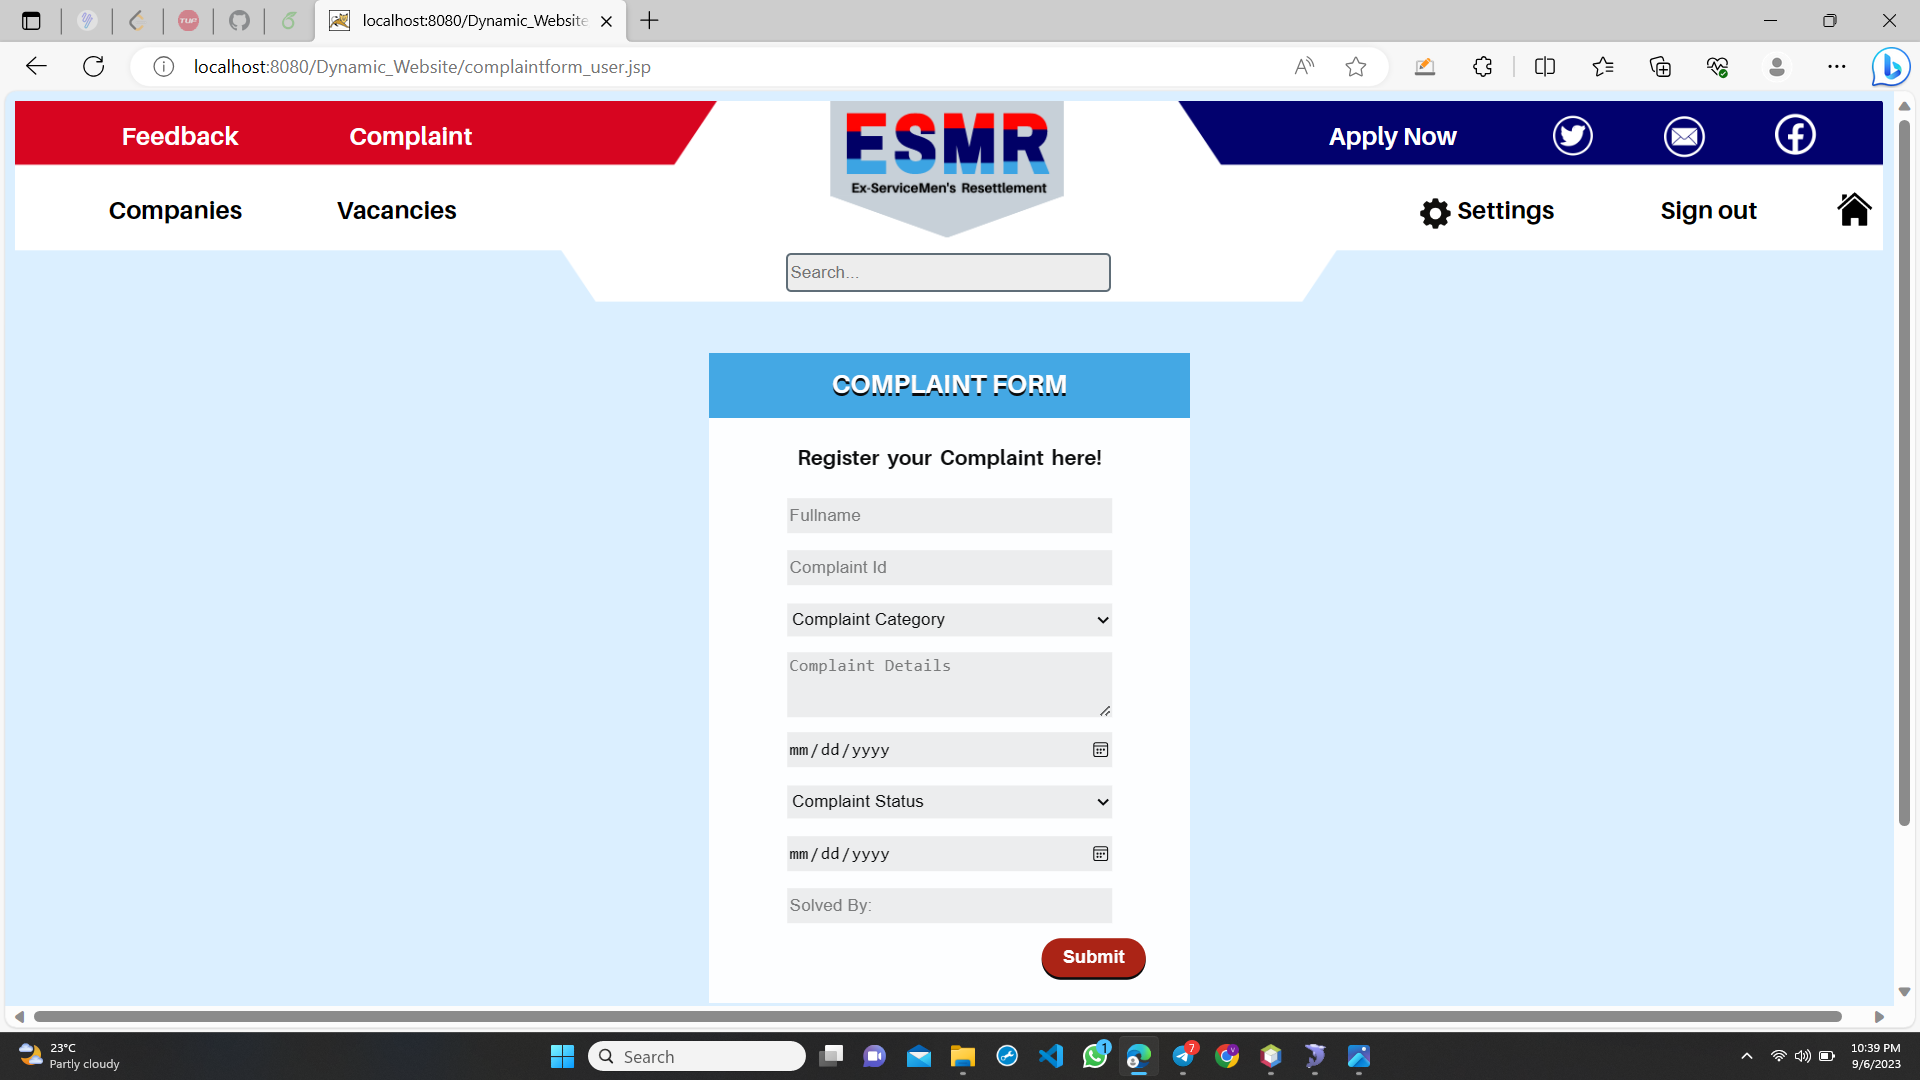 localhost:8080/Dynamic_Website
localhost:8080/Dynamic_Website/complaintform_user.jsp
Feedback
Complaint
ESMR
Ex-ServiceMen's Resettlement
Apply Now
Companies
Vacancies
Settings
Sign out
Search...
COMPLAINT FORM
Register your Complaint here!
Fullname
Complaint Id
Complaint Category
Complaint Details
mm/dd/yyyy
Complaint Status
mm/dd/yyyy
Solved By:
Submit
23°C
Partly cloudy
Search
1
7
10:39 PM
9/6/2023